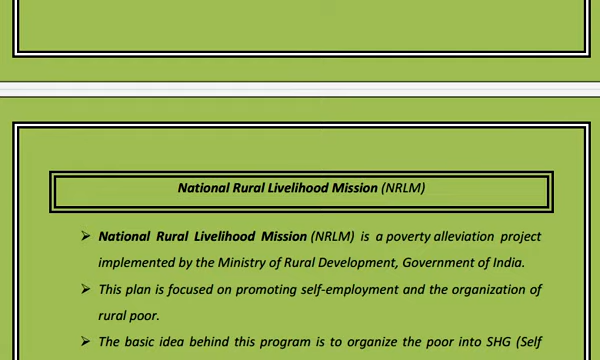 National Rural Livelihood Mission (NRLM)
➢ National Rural Livelihood Mission (NRLM) is a poverty alleviation project
implemented by the Ministry of Rural Development, Government of India.
➢ This plan is focused on promoting self-employment and the organization of
rural poor.
➢ The basic idea behind this program is to organize the poor into SHG (Self